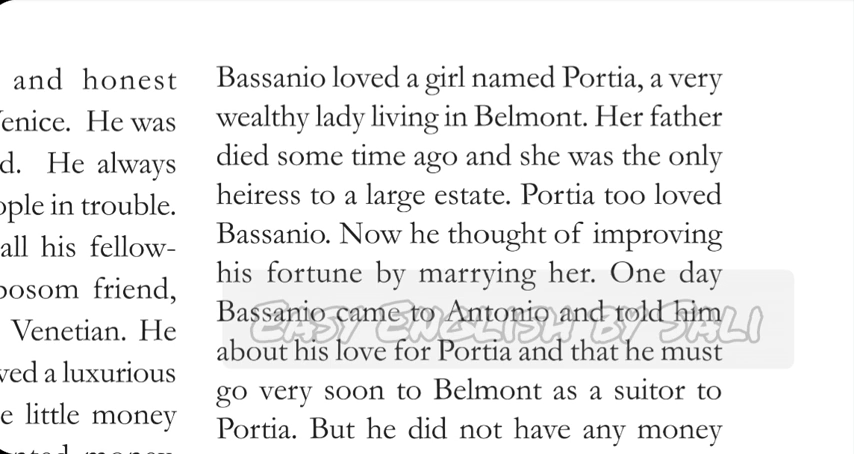 and honest
enice. He was
d. He always
ople in trouble.
all his fellow-
bosom friend,
Venetian. He
ved a luxurious
e little money
Bassanio loved a girl named Portia, a very
wealthy lady living in Belmont. Her father
died some time ago and she was the only
heiress to a large estate. Portia too loved
Bassanio. Now he thought of improving
his fortune by marrying her. One day
Bassanio came to Antonio and told him
about his love for Portia and that he must
go very soon to Belmont as a suitor to
Portia. But he did not have any money
Easy English by Jali